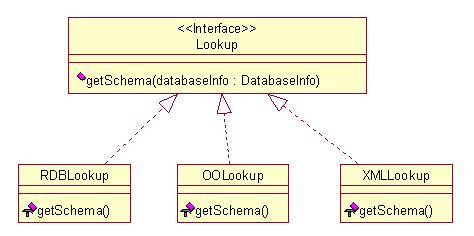 <<Interface>>
Lookup
getSchema(databaseInfo : DatabaseInfo)
RDBLookup
getSchema()
OOLookup
getSchema()
XMLLookup
getSchema()